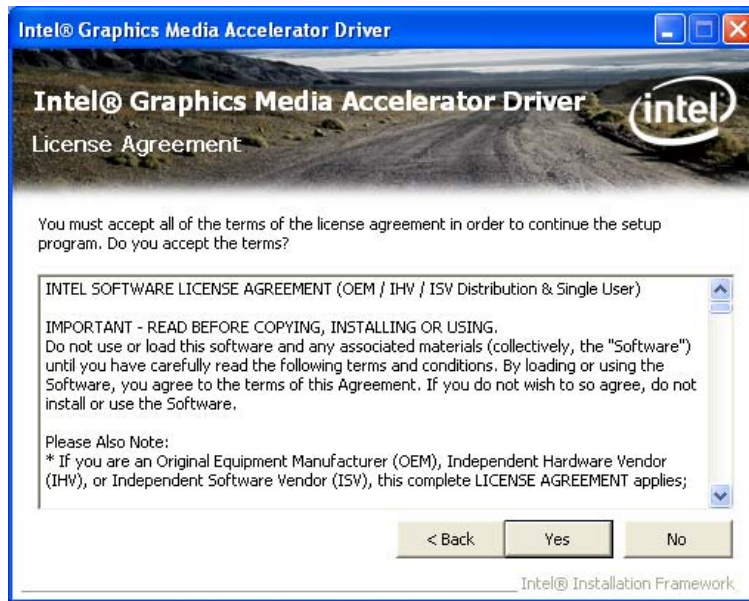 Intel® Graphics Media Accelerator Driver
Intel® Graphics Media Accelerator Driver
intel
License Agreement
You must accept all of the terms of the license agreement in order to continue the setup
program. Do you accept the terms?
INTEL SOFTWARE LICENSE AGREEMENT (OEM / IHV / ISV Distribution & Single User)
IMPORTANT - READ BEFORE COPYING, INSTALLING OR USING.
Do not use or load this software and any associated materials (collectively, the "Software")
until you have carefully read the following terms and conditions. By loading or using the
Software, you agree to the terms of this Agreement. If you do not wish to so agree, do not
install or use the Software.
Please Also Note:
* If you are an Original Equipment Manufacturer (OEM), Independent Hardware Vendor
(IHV), or Independent Software Vendor (ISV), this complete LICENSE AGREEMENT applies;
< Back Yes No
Intel® Installation Framework